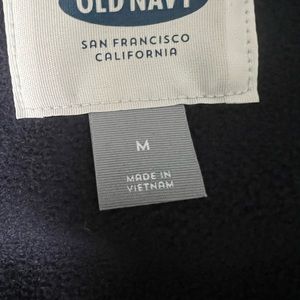 OLD NAVY
SAN FRANCISCO
CALIFORNIA
M
MADE IN
VIETNAM